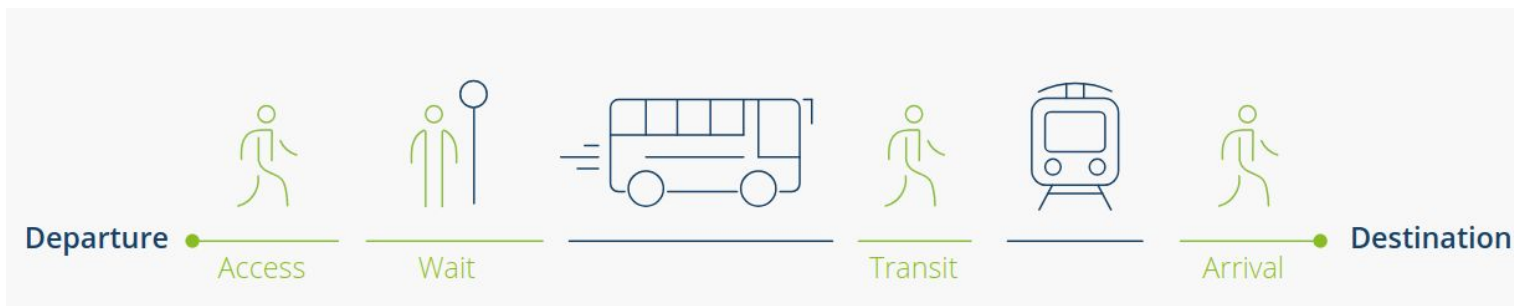 Departure
Destination
Access
Wait
Transit
Arrival